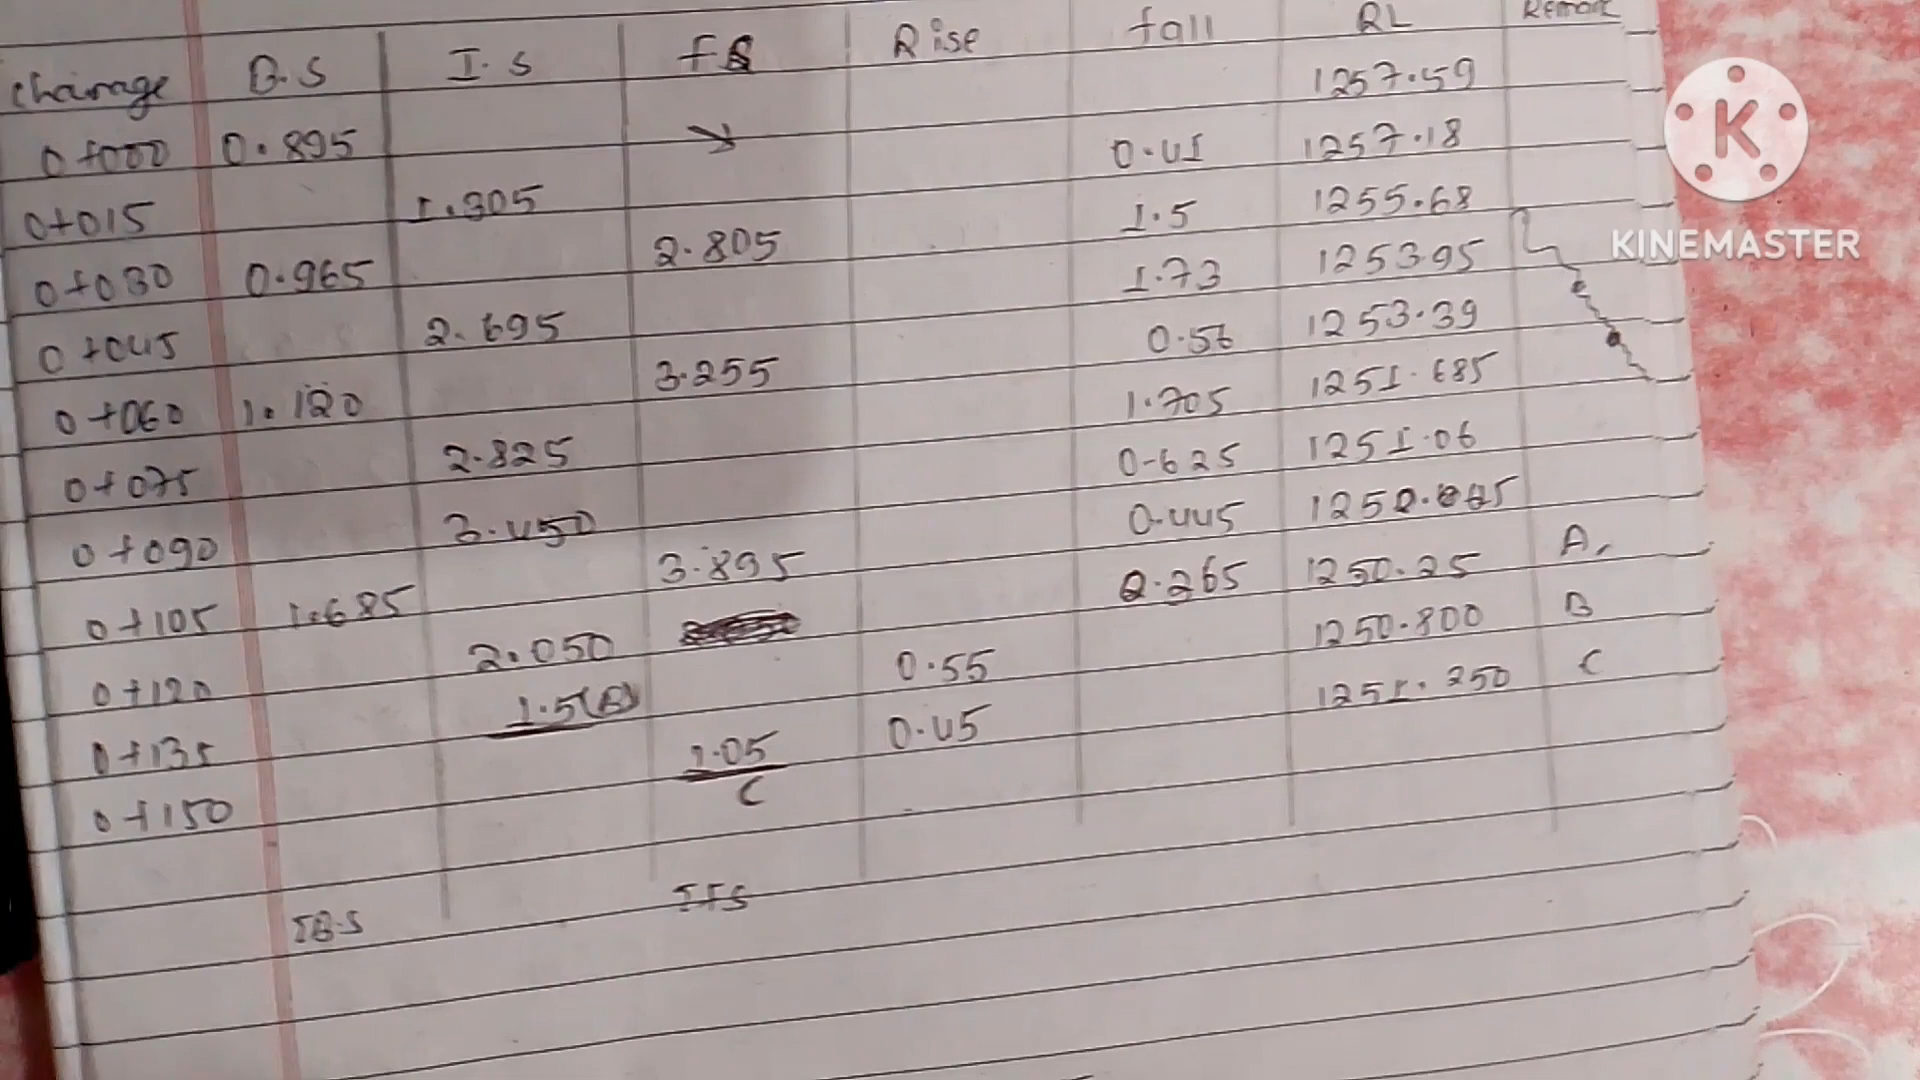 chainage B.S I.S FS Rise fall RL Remark
0+000 0.895 1257.59
0+015 1.305 0.41 1257.18
0+030 0.965 2.805 1.5 1255.68
0+045 2.695 1.73 1253.95
0+060 1.120 3.255 0.56 1253.39
0+075 2.825 1.705 1251.685
0+090 3.450 0.625 1251.06
0+105 1.685 3.895 0.445
0+120 2.050 2.265 1250.25 A
0+135 1.5(B) 0.55 1250.800 B
0+150 1.05 0.45 1251.250 C
C
ΣB.S ΣFS
K
KINEMASTER